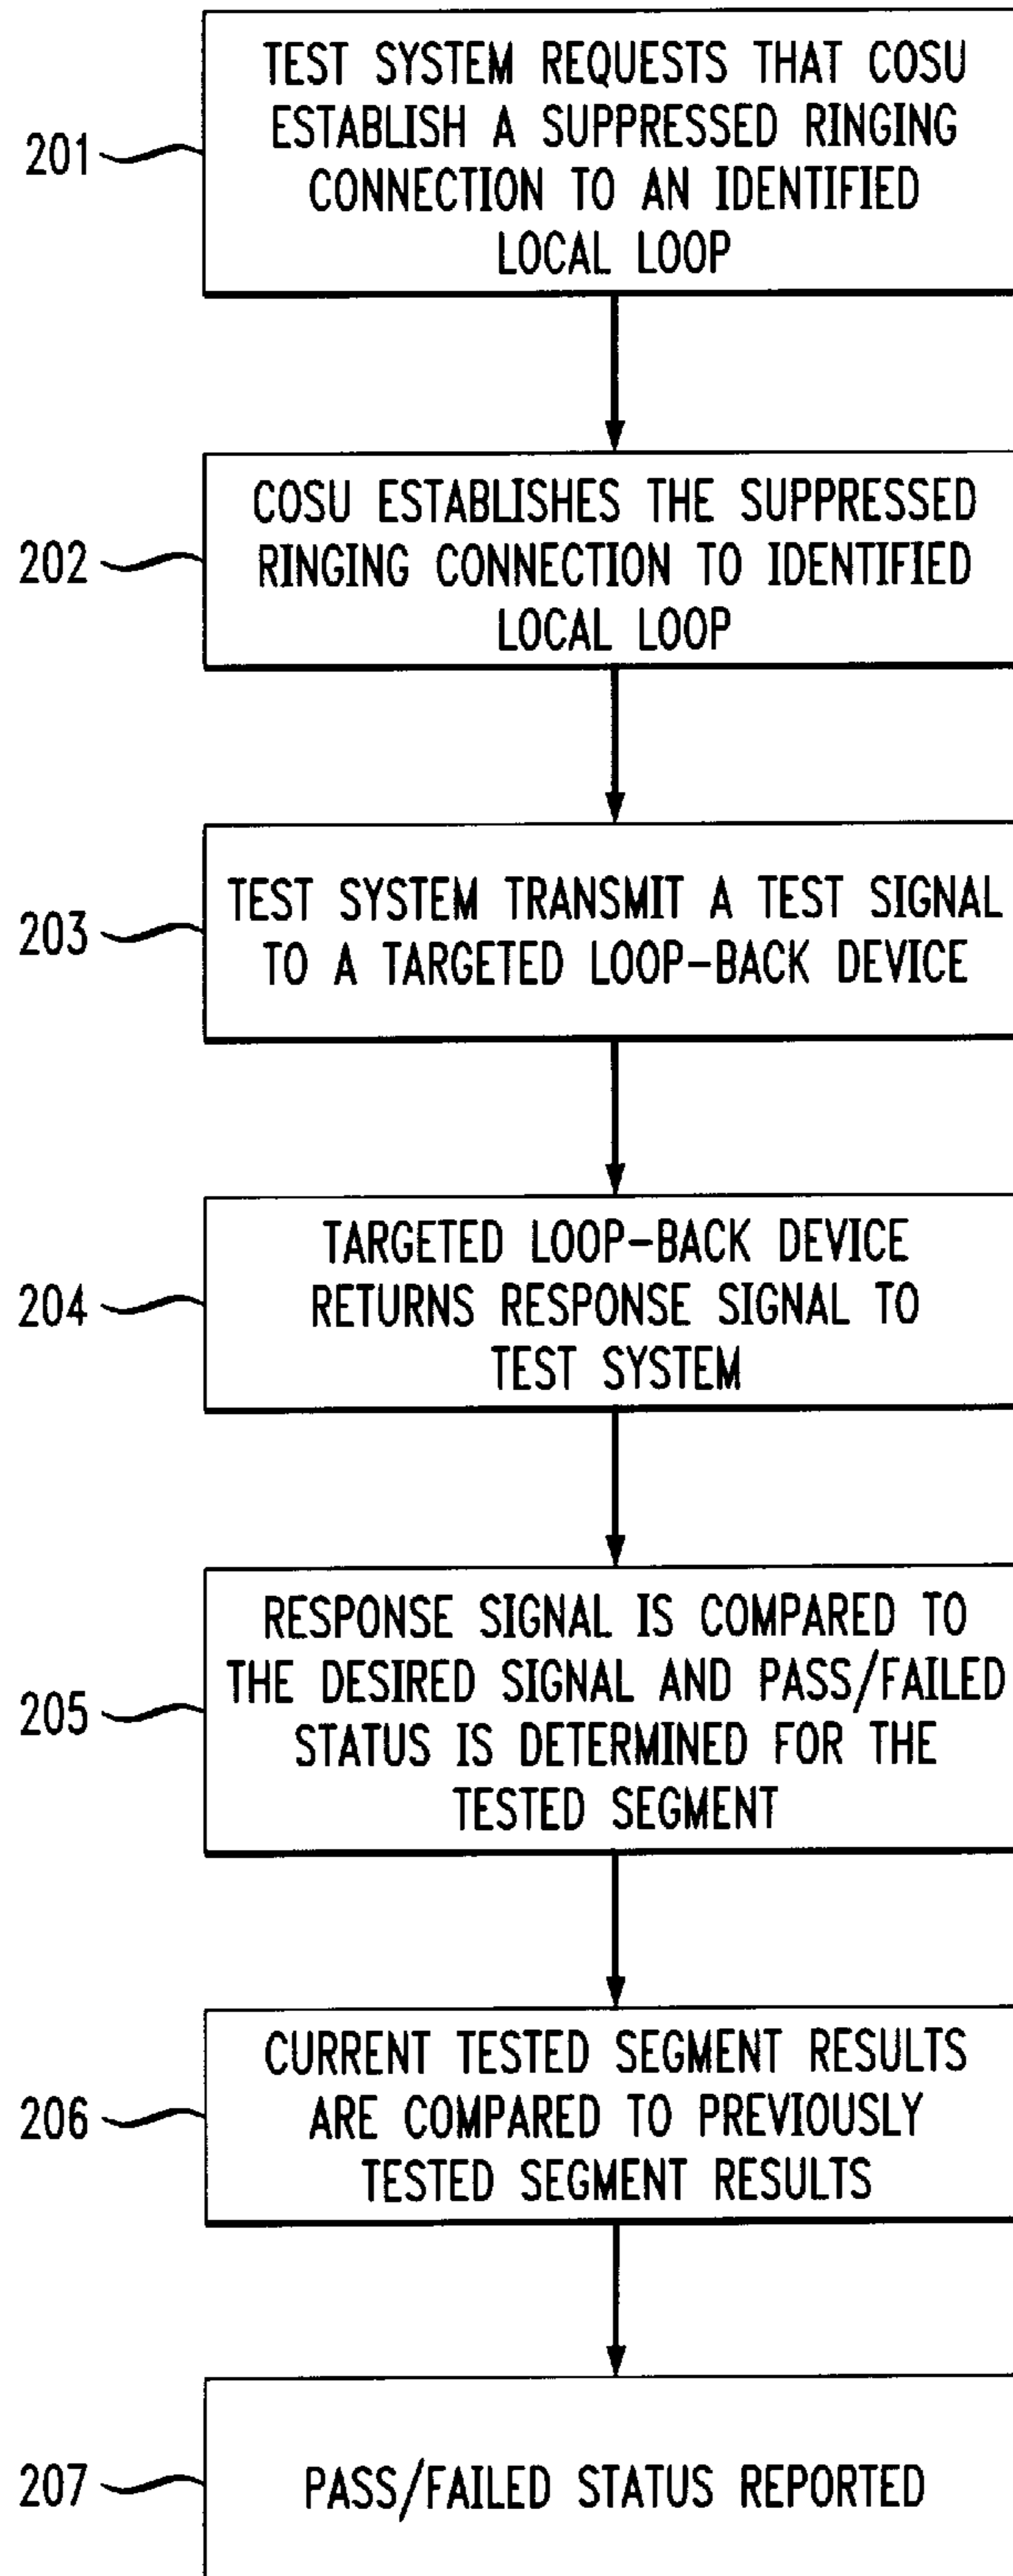 201
TEST SYSTEM REQUESTS THAT COSU
ESTABLISH A SUPPRESSED RINGING
CONNECTION TO AN IDENTIFIED
LOCAL LOOP
202
COSU ESTABLISHES THE SUPPRESSED
RINGING CONNECTION TO IDENTIFIED
LOCAL LOOP
203
TEST SYSTEM TRANSMIT A TEST SIGNAL
TO A TARGETED LOOP-BACK DEVICE
204
TARGETED LOOP-BACK DEVICE
RETURNS RESPONSE SIGNAL TO
TEST SYSTEM
205
RESPONSE SIGNAL IS COMPARED TO
THE DESIRED SIGNAL AND PASS/FAILED
STATUS IS DETERMINED FOR THE
TESTED SEGMENT
206
CURRENT TESTED SEGMENT RESULTS
ARE COMPARED TO PREVIOUSLY
TESTED SEGMENT RESULTS
207
PASS/FAILED STATUS REPORTED